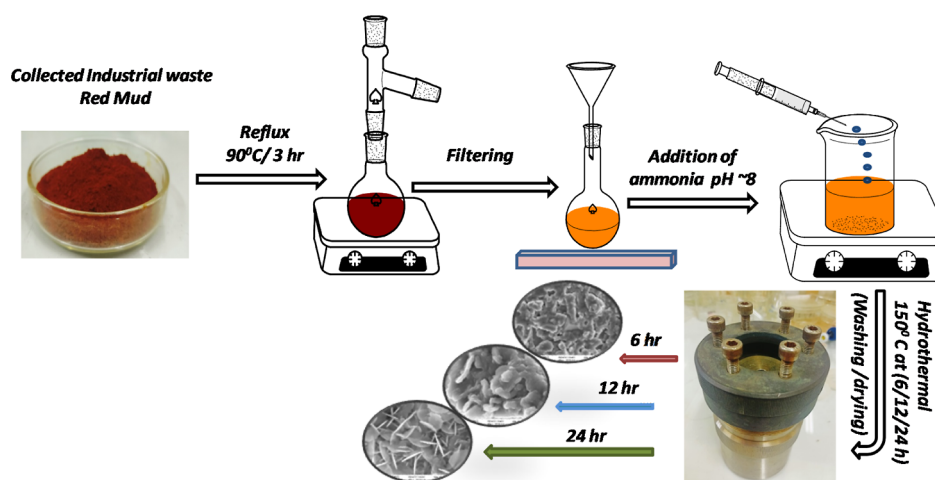 Collected Industrial waste
Red Mud
Reflux
90⁰C/ 3 hr
Filtering
Addition of
ammonia pH ~8
Hydrothermal
150⁰ C at (6/12/24 h)
(Washing /drying)
6 hr
12 hr
24 hr